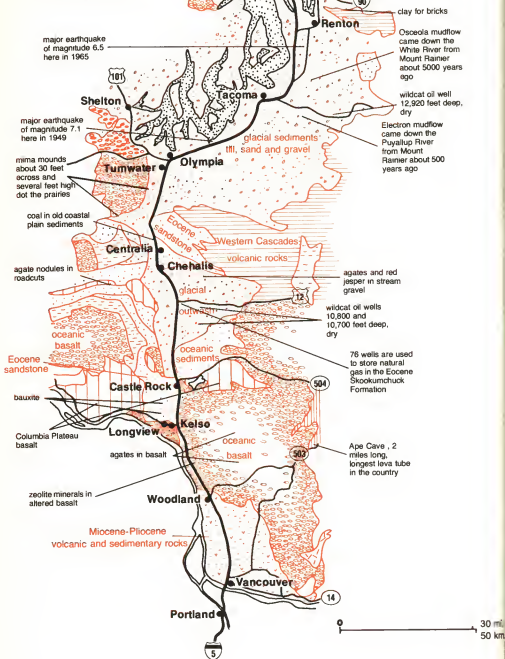 90
clay for bricks
Renton
major earthquake
of magnitude 6.5
here in 1965
Osceola mudflow
came down the
White River from
Mount Rainier
about 5000 years
ago
101
Tacoma
Shelton
wildcat oil well
12,920 feet deep,
dry
major earthquake
of magnitude 7.1
here in 1949
Electron mudflow
came down the
Puyallup River
from Mount
Rainier about 500
years ago
glacial sediments
till, sand and gravel
Olympia
Tumwater
mima mounds
about 30 feet
across and
several feet high
dot the prairies
coal in old coastal
plain sediments
Eocene
sandstone
Western Cascades
volcanic rocks
Centralia
Chehalis
agate nodules in
roadcuts
agates and red
jesper in stream
gravel
glacial
outwash
12
wildcat oil wells
10,800 and
10,700 feet deep,
dry
oceanic
basalt
oceanic
sediments
Eocene
sandstone
76 wells are used
to store natural
gas in the Eocene
Skookumchuck
Formation
Castle Rock
504
bauxite
Columbia Plateau
basalt
Longview
Kelso
oceanic
basalt
503
agates in basalt
Ape Cave , 2
miles long,
longest leva tube
in the country
zeolite minerals in
altered basalt
Woodland
Miocene-Pliocene
volcanic and sedimentary rocks
Vancouver
14
Portland
0
30 mi.
50 km
5